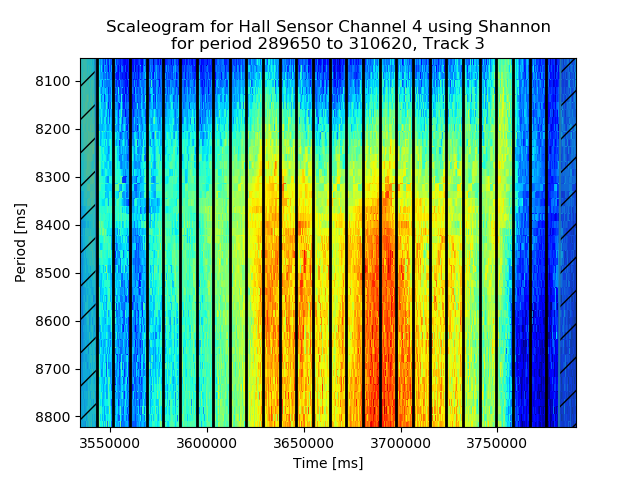 Scaleogram for Hall Sensor Channel 4 using Shannon
for period 289650 to 310620, Track 3
8100
8200
8300
8400
8500
8600
8700
8800
Period [ms]
3550000 3600000 3650000 3700000 3750000
Time [ms]